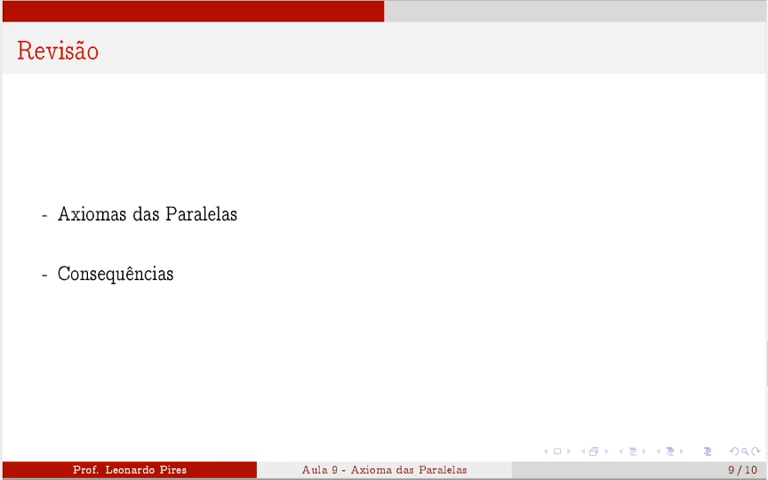 Revisão
- Axiomas das Paralelas
- Consequências
Prof. Leonardo Pires
Aula 9 - Axioma das Paralelas
9 / 10